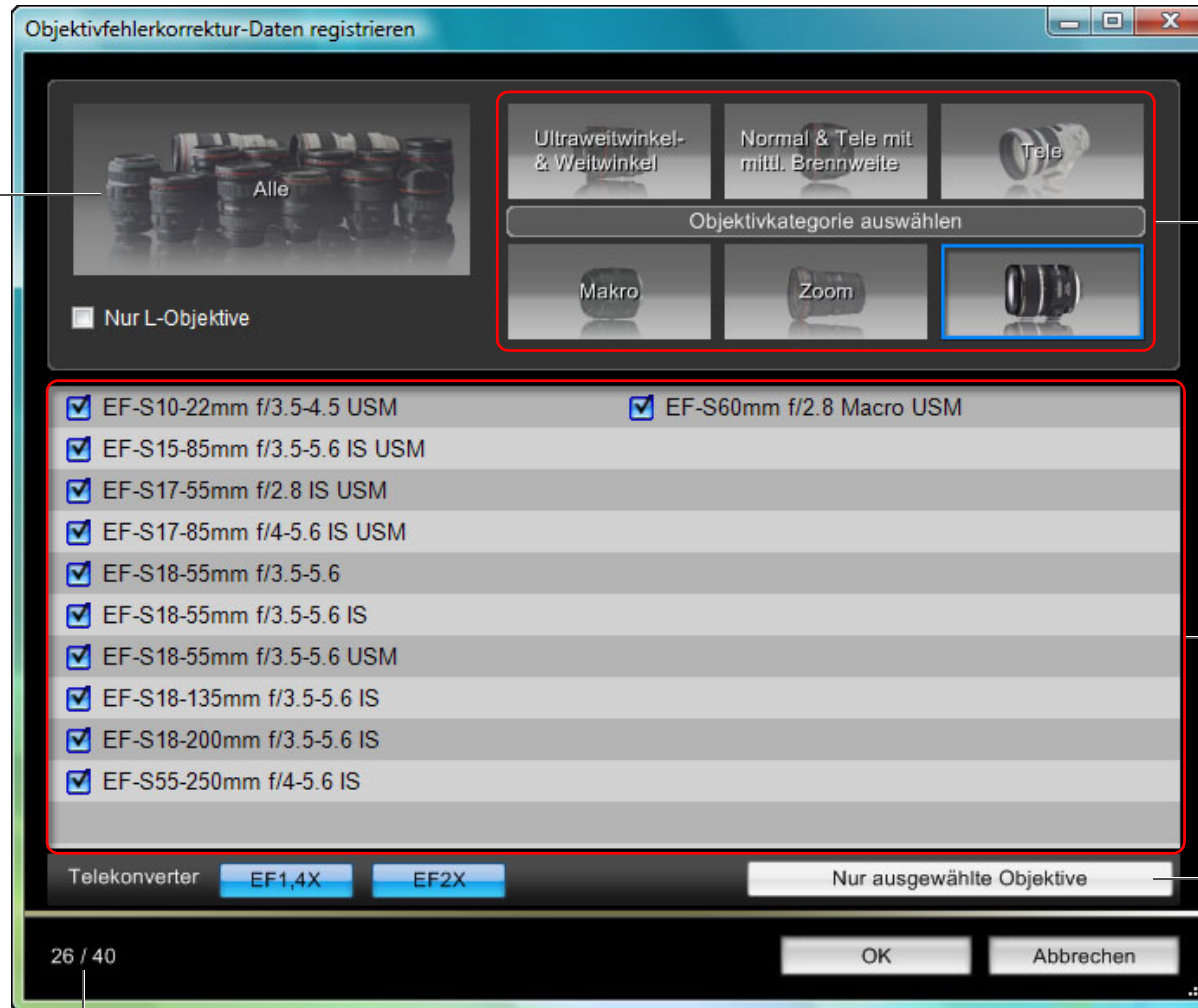 Objektivfehlerkorrektur-Daten registrieren
Alle
Nur L-Objektive
Ultraweitwinkel-
& Weitwinkel
Normal & Tele mit
mittl. Brennweite
Tele
Objektivkategorie auswählen
Makro
Zoom
EF-S10-22mm f/3.5-4.5 USM
EF-S15-85mm f/3.5-5.6 IS USM
EF-S17-55mm f/2.8 IS USM
EF-S17-85mm f/4-5.6 IS USM
EF-S18-55mm f/3.5-5.6
EF-S18-55mm f/3.5-5.6 IS
EF-S18-55mm f/3.5-5.6 USM
EF-S18-135mm f/3.5-5.6 IS
EF-S18-200mm f/3.5-5.6 IS
EF-S55-250mm f/4-5.6 IS
EF-S60mm f/2.8 Macro USM
Telekonverter
EF1,4X
EF2X
Nur ausgewählte Objektive
26 / 40
OK
Abbrechen